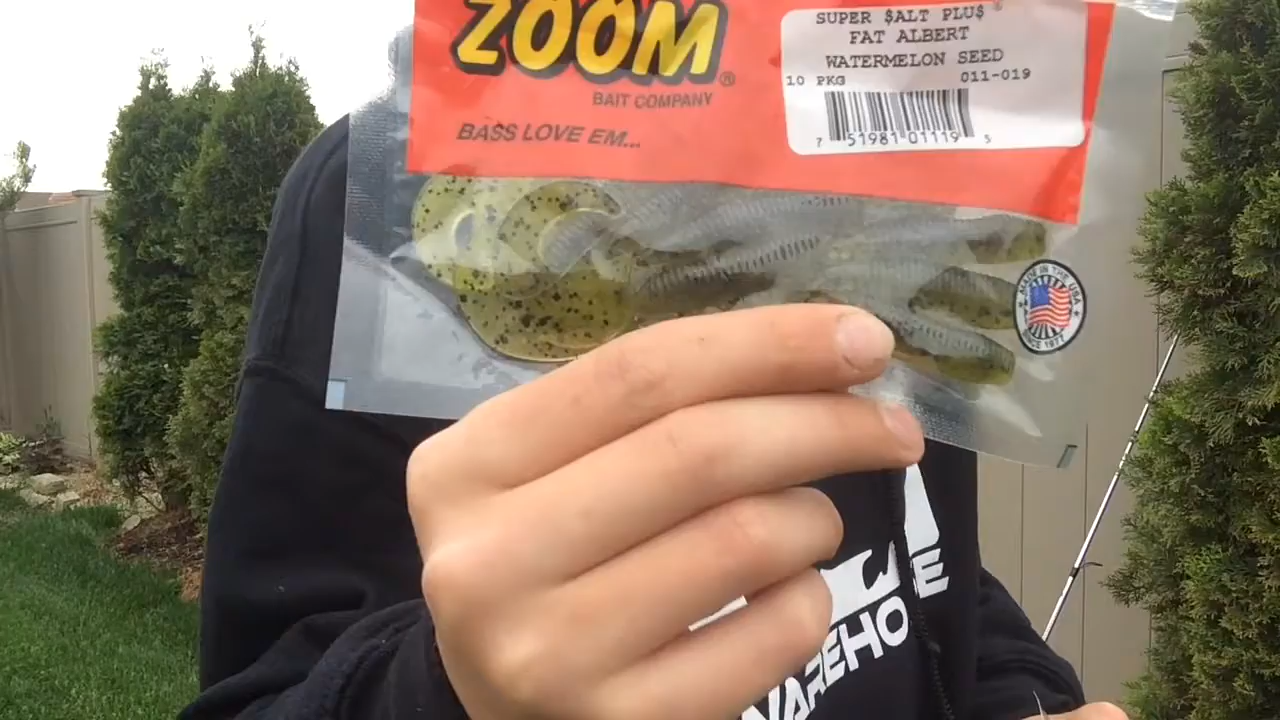 ZOOM®
BAIT COMPANY
BASS LOVE EM...
SUPER $ALT PLU$®
FAT ALBERT
WATERMELON SEED
10 PKG 011-019
7 51981 01119 5
MADE IN THE USA
SINCE 1977